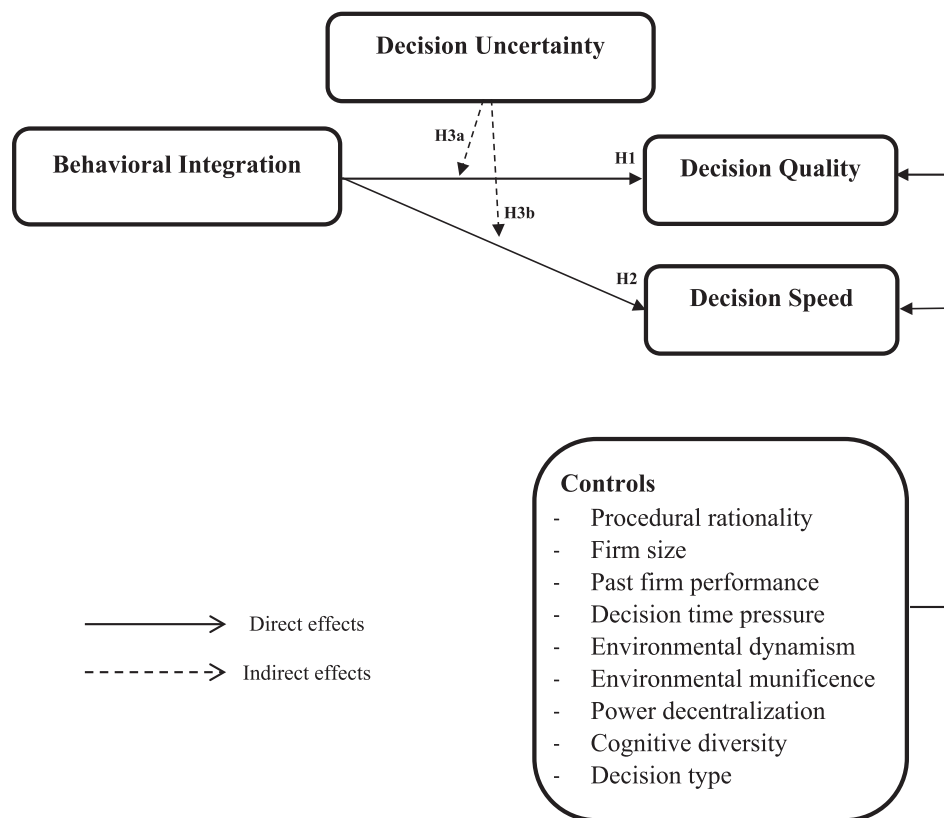 Decision Uncertainty
H3a
H1
Behavioral Integration
Decision Quality
H3b
H2
Decision Speed
Controls
- Procedural rationality
- Firm size
- Past firm performance
- Decision time pressure
- Environmental dynamism
- Environmental munificence
- Power decentralization
- Cognitive diversity
- Decision type
Direct effects
Indirect effects